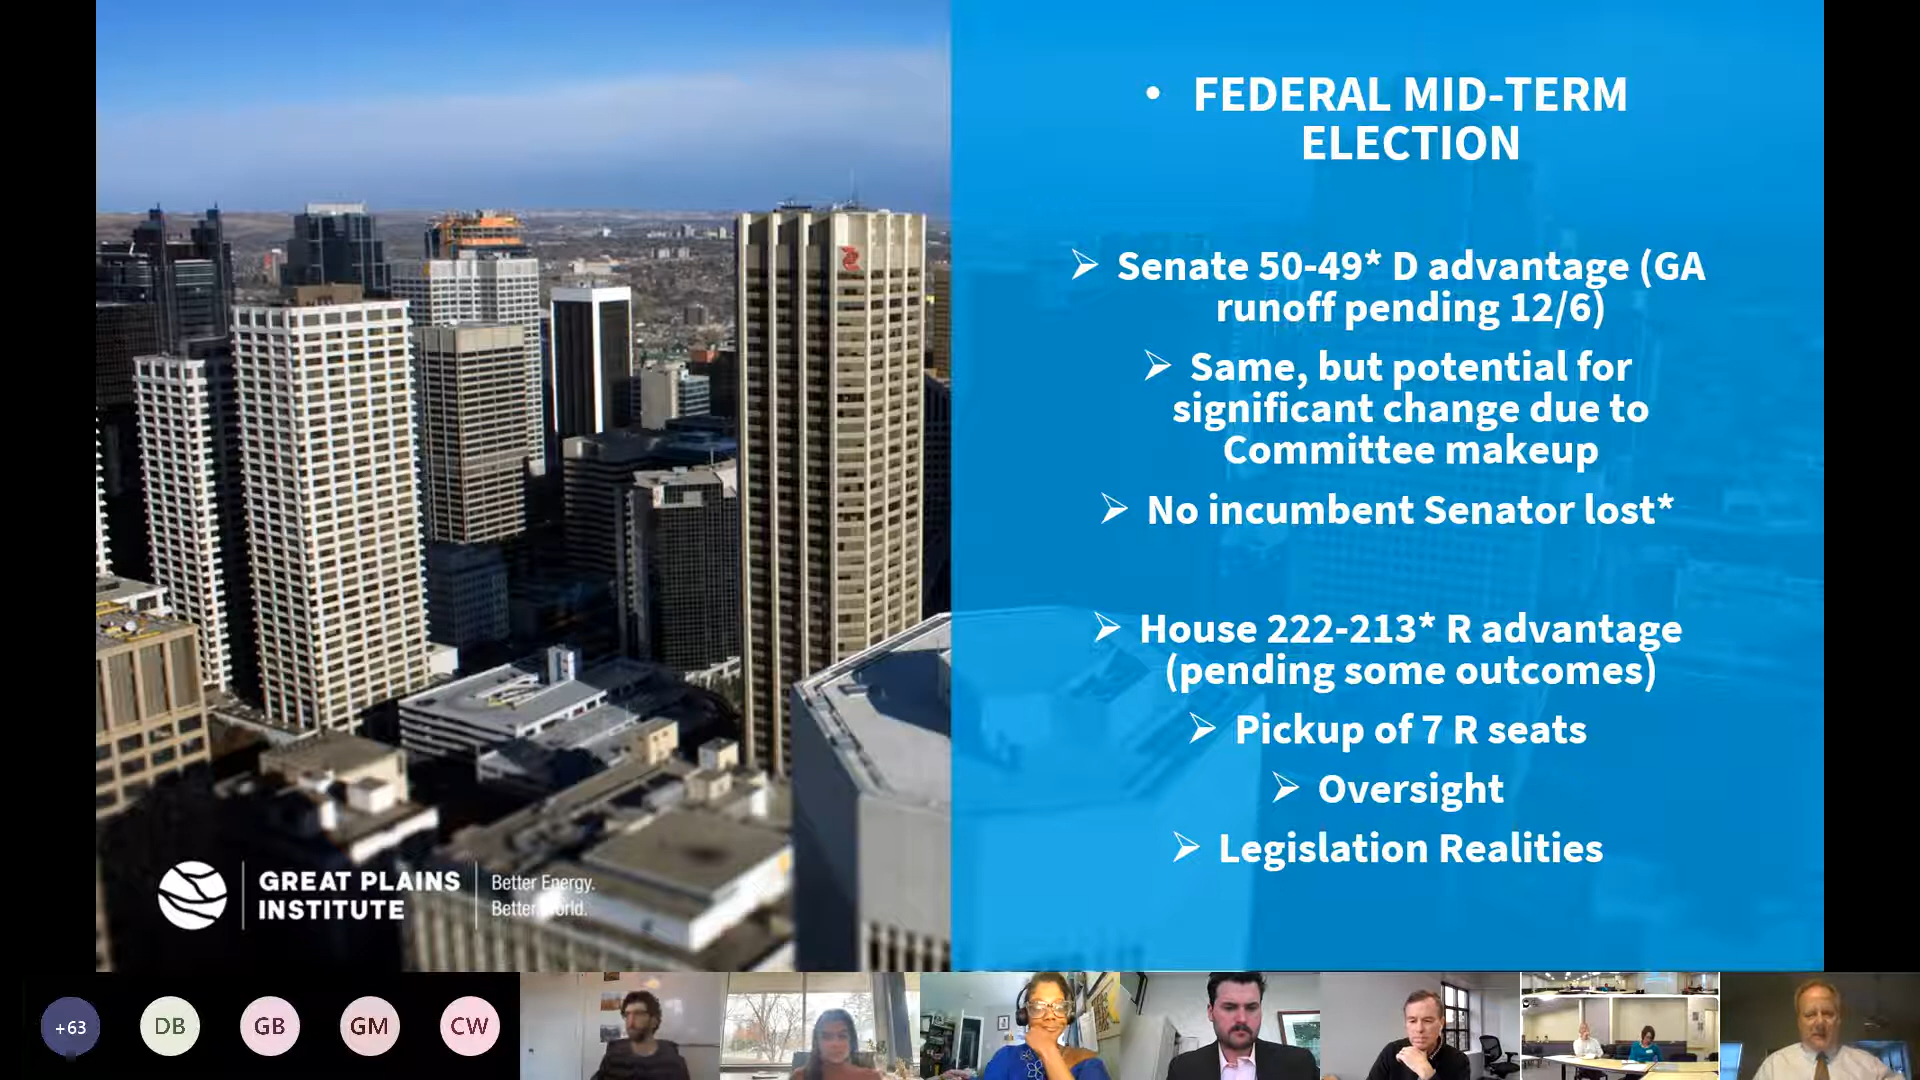 • FEDERAL MID-TERM
ELECTION
➢ Senate 50-49* D advantage (GA
runoff pending 12/6)
➢ Same, but potential for
significant change due to
Committee makeup
➢ No incumbent Senator lost*
➢ House 222-213* R advantage
(pending some outcomes)
➢ Pickup of 7 R seats
➢ Oversight
➢ Legislation Realities
GREAT PLAINS
INSTITUTE
Better Energy.
Better World.
+63
DB
GB
GM
CW